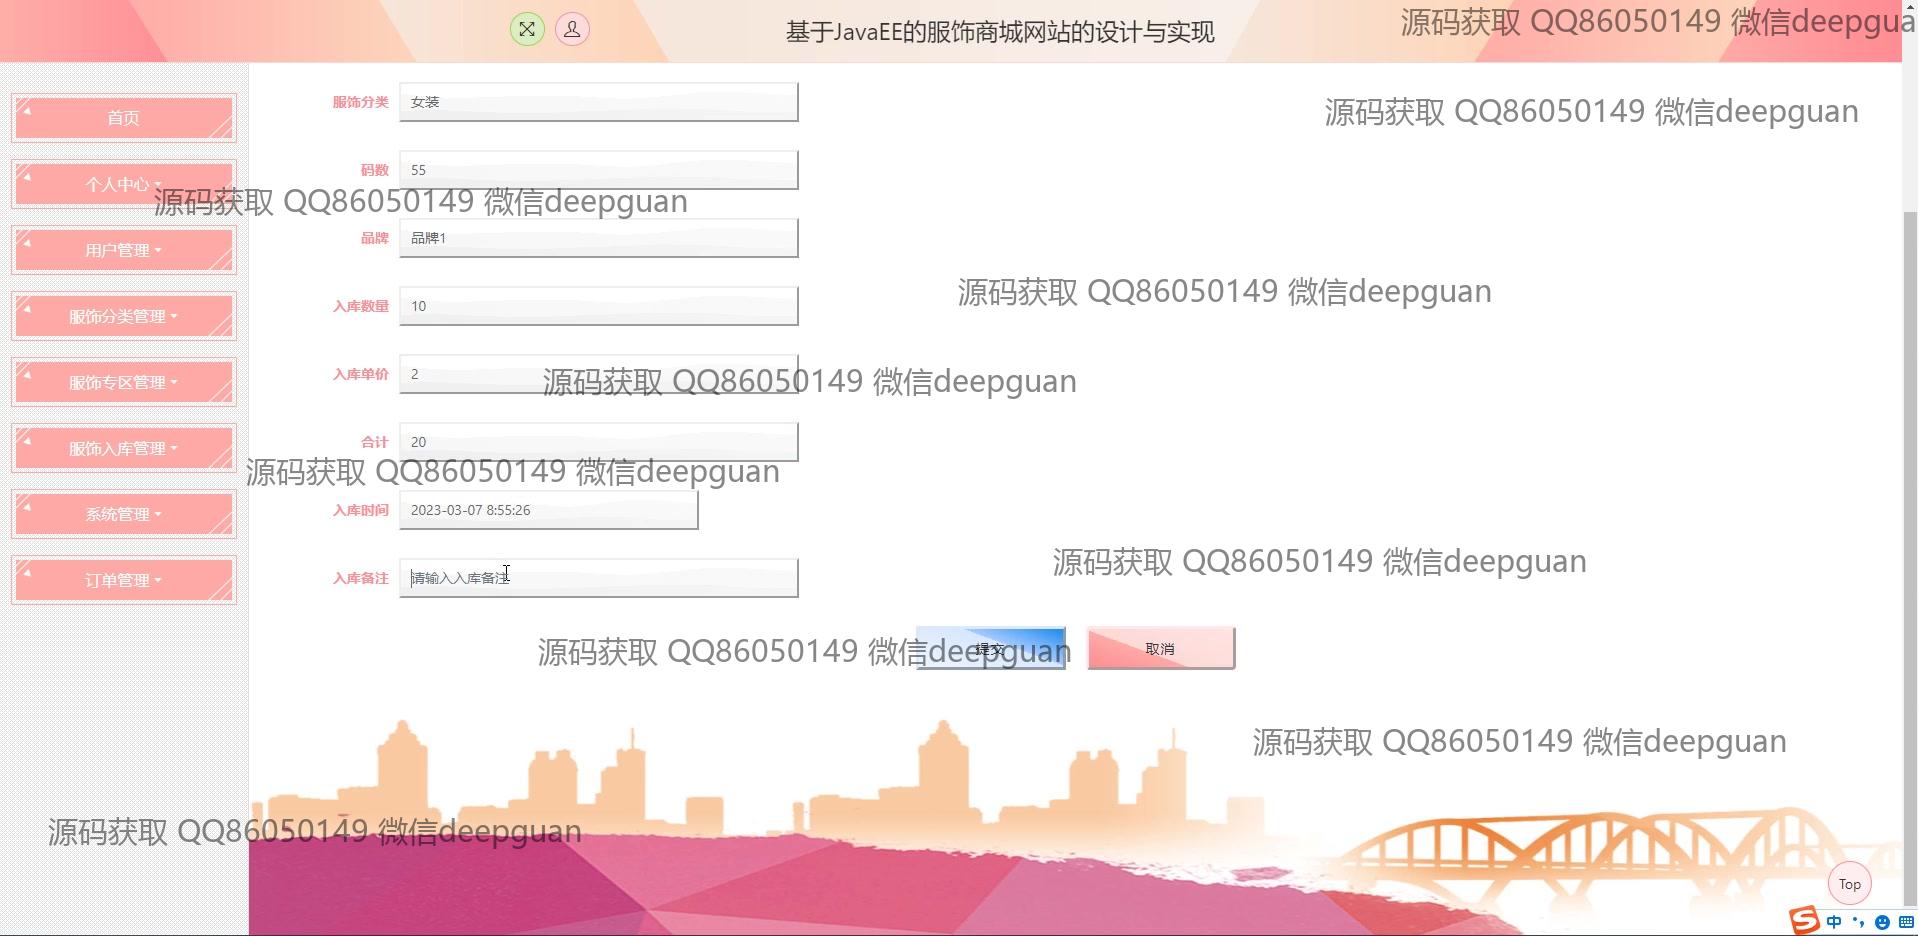 基于JavaEE的服饰商城网站的设计与实现
源码获取 QQ86050149 微信deepgua
首页
个人中心
用户管理
服饰分类管理
服饰专区管理
服饰入库管理
系统管理
订单管理
服饰分类 女装
源码获取 QQ86050149 微信deepguan
码数 55
源码获取 QQ86050149 微信deepguan
品牌 品牌1
源码获取 QQ86050149 微信deepguan
入库数量 10
入库单价 2
源码获取 QQ86050149 微信deepguan
合计 20
源码获取 QQ86050149 微信deepguan
入库时间 2023-03-07 8:55:26
源码获取 QQ86050149 微信deepguan
入库备注 请输入入库备注
提交 取消
源码获取 QQ86050149 微信deepguan
源码获取 QQ86050149 微信deepguan
源码获取 QQ86050149 微信deepguan
Top
中